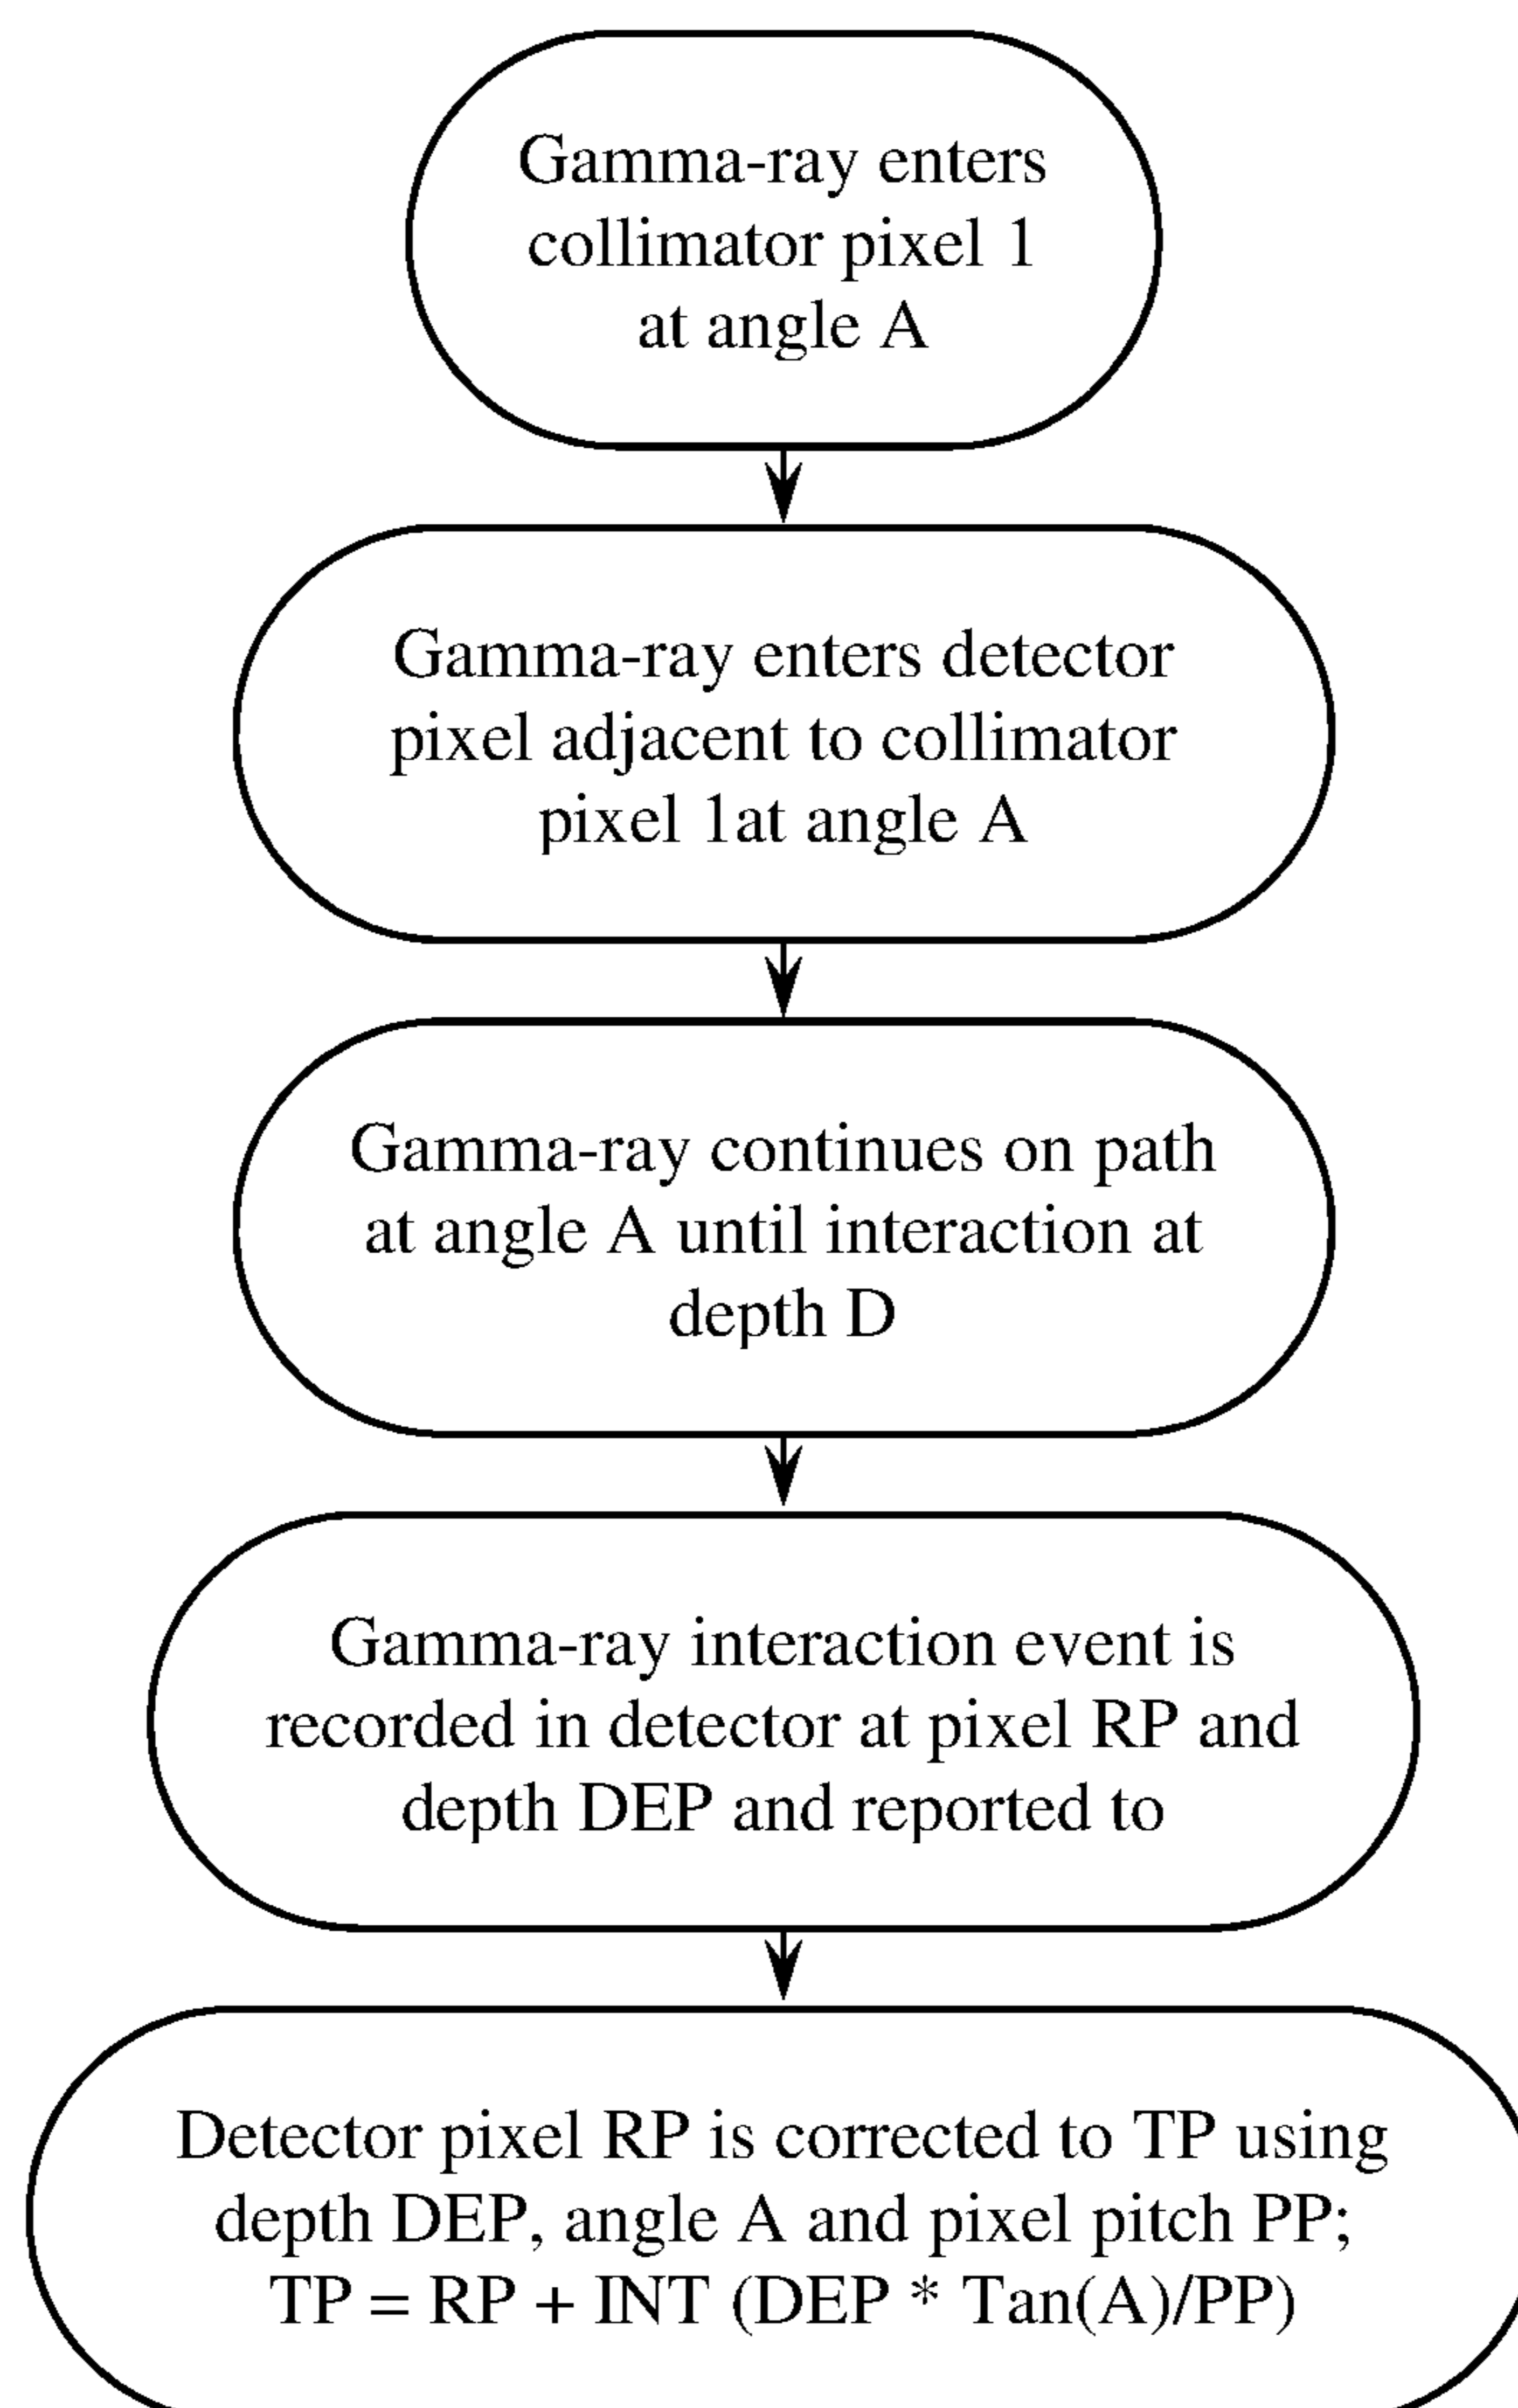 Gamma-ray enters
collimator pixel 1
at angle A
Gamma-ray enters detector
pixel adjacent to collimator
pixel 1at angle A
Gamma-ray continues on path
at angle A until interaction at
depth D
Gamma-ray interaction event is
recorded in detector at pixel RP and
depth DEP and reported to
Detector pixel RP is corrected to TP using
depth DEP, angle A and pixel pitch PP;
TP = RP + INT (DEP * Tan(A)/PP)